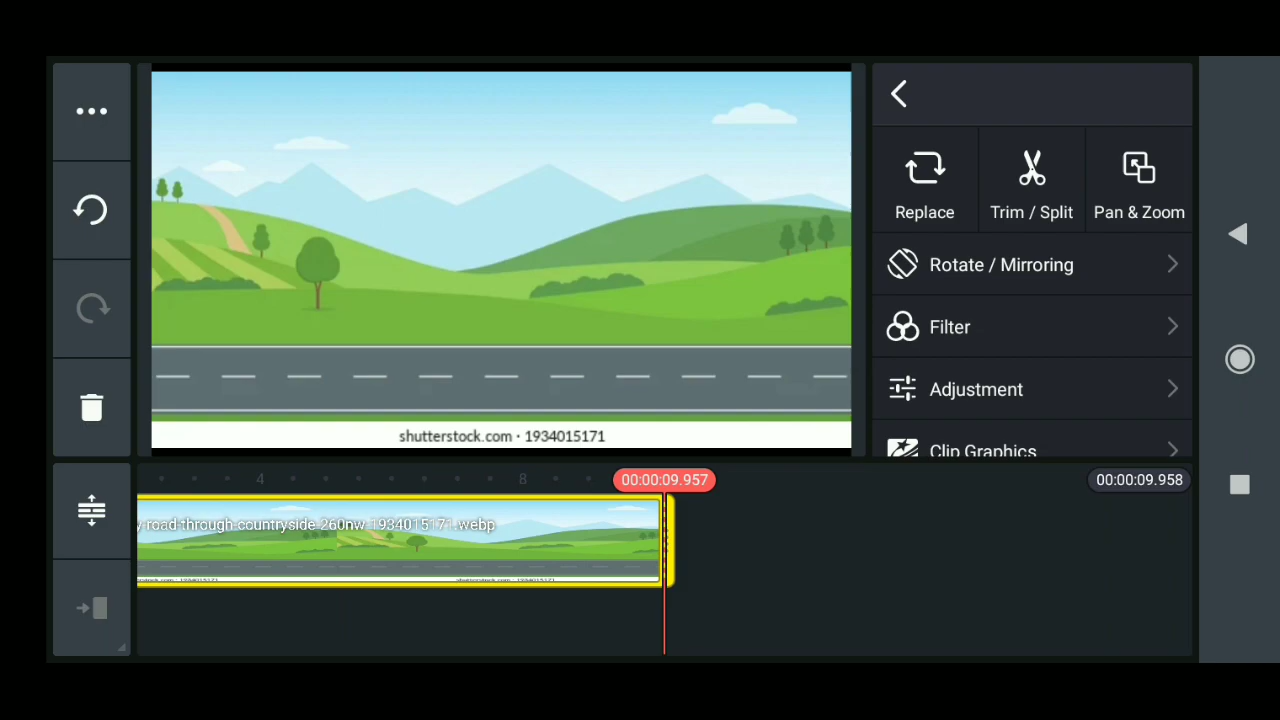 Replace
Trim / Split
Pan & Zoom
Rotate / Mirroring
Filter
Adjustment
Clip Graphics
shutterstock.com · 1934015171
4
8
00:00:09.957
00:00:09.958
y-road-through-countryside-260nw-1934015171.webp